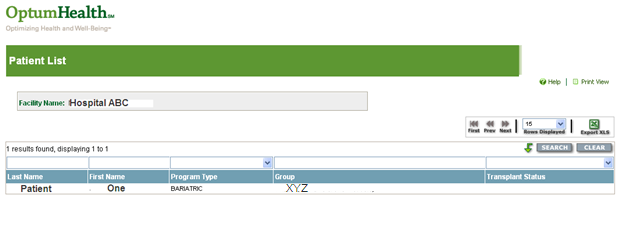 OptumHealth SM
Optimizing Health and Well-Being℠
Patient List
Help | Print View
Facility Name: Hospital ABC
First Prev Next 15 Rows Displayed Export XLS
1 results found, displaying 1 to 1 SEARCH CLEAR
Last Name First Name Program Type Group Transplant Status
Patient One BARIATRIC XYZ